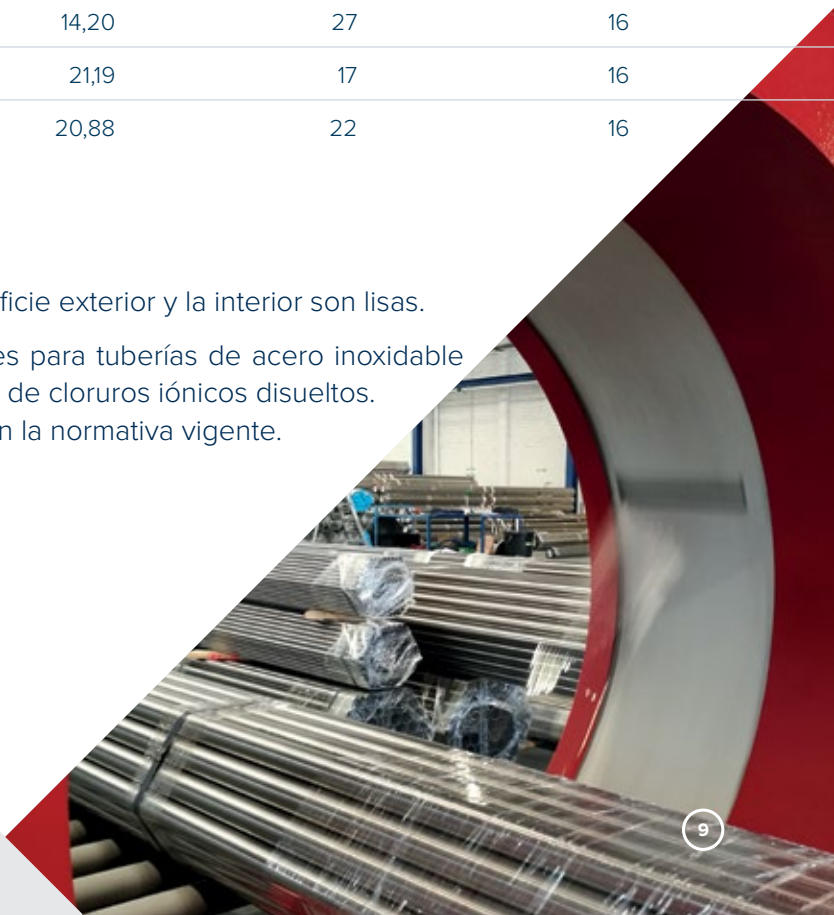 14,20 27 16
21,19 17 16
20,88 22 16
ficie exterior y la interior son lisas.
es para tuberías de acero inoxidable
de cloruros iónicos disueltos.
n la normativa vigente.
9